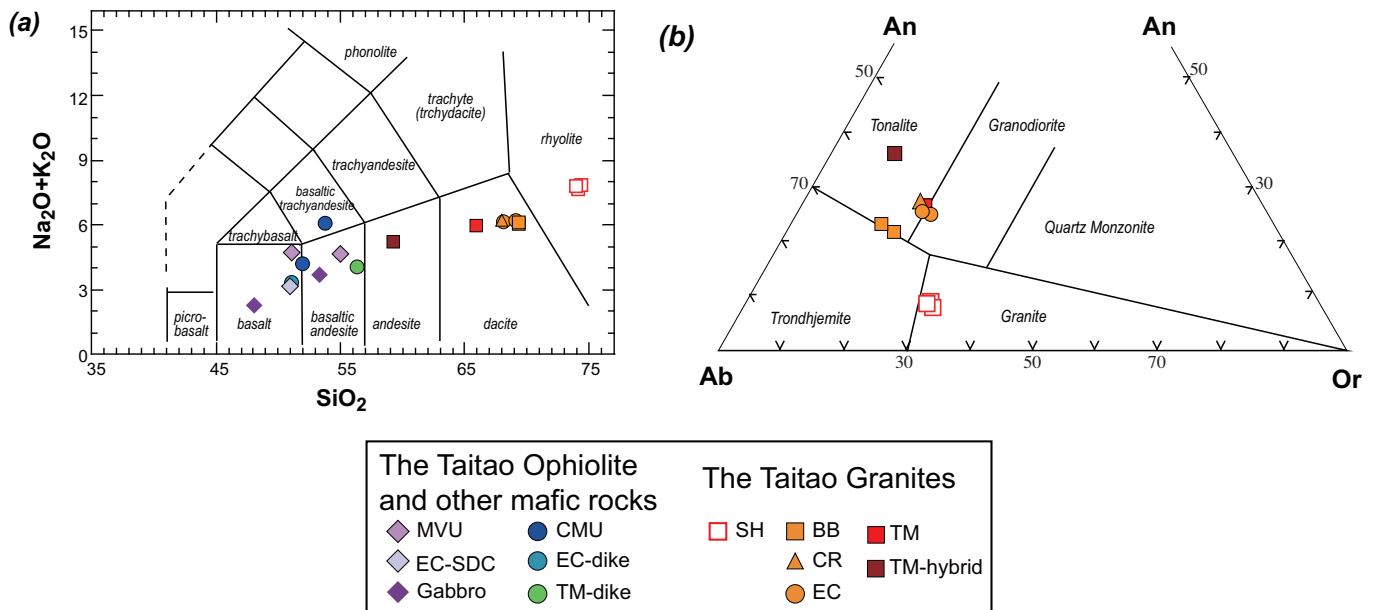 (a)
Na2O+K2O
15
12
9
6
3
0
35
45
55
65
75
SiO2
phonolite
trachyte
(trchydacite)
rhyolite
trachyandesite
basaltic
trachyandesite
trachybasalt
picro-
basalt
basalt
basaltic
andesite
andesite
dacite
(b)
An
An
50
50
70
30
Tonalite
Granodiorite
Quartz Monzonite
Trondhjemite
Granite
30
50
70
Ab
Or
The Taitao Ophiolite
and other mafic rocks
MVU
EC-SDC
Gabbro
CMU
EC-dike
TM-dike
The Taitao Granites
SH
BB
CR
EC
TM
TM-hybrid